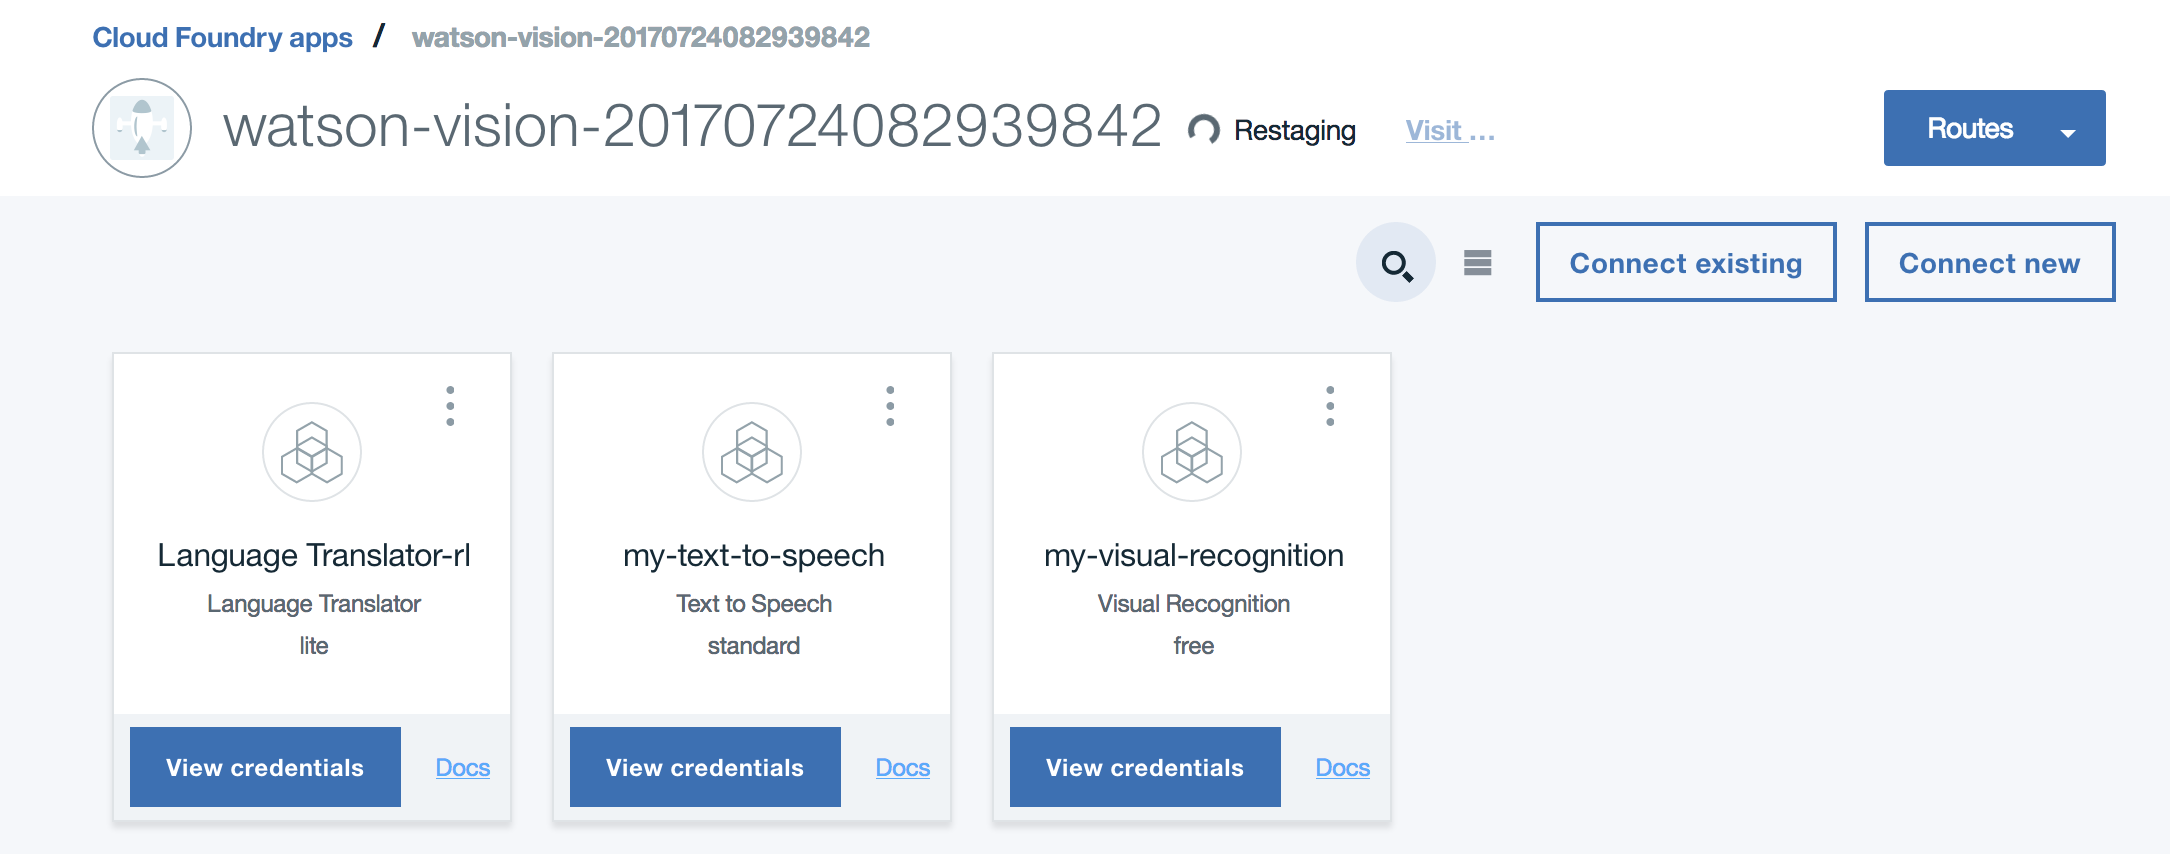 Cloud Foundry apps / watson-vision-20170724082939842
watson-vision-20170724082939842 Restaging Visit ... Routes
Connect existing Connect new
Language Translator-rl
Language Translator
lite
View credentials Docs
my-text-to-speech
Text to Speech
standard
View credentials Docs
my-visual-recognition
Visual Recognition
free
View credentials Docs